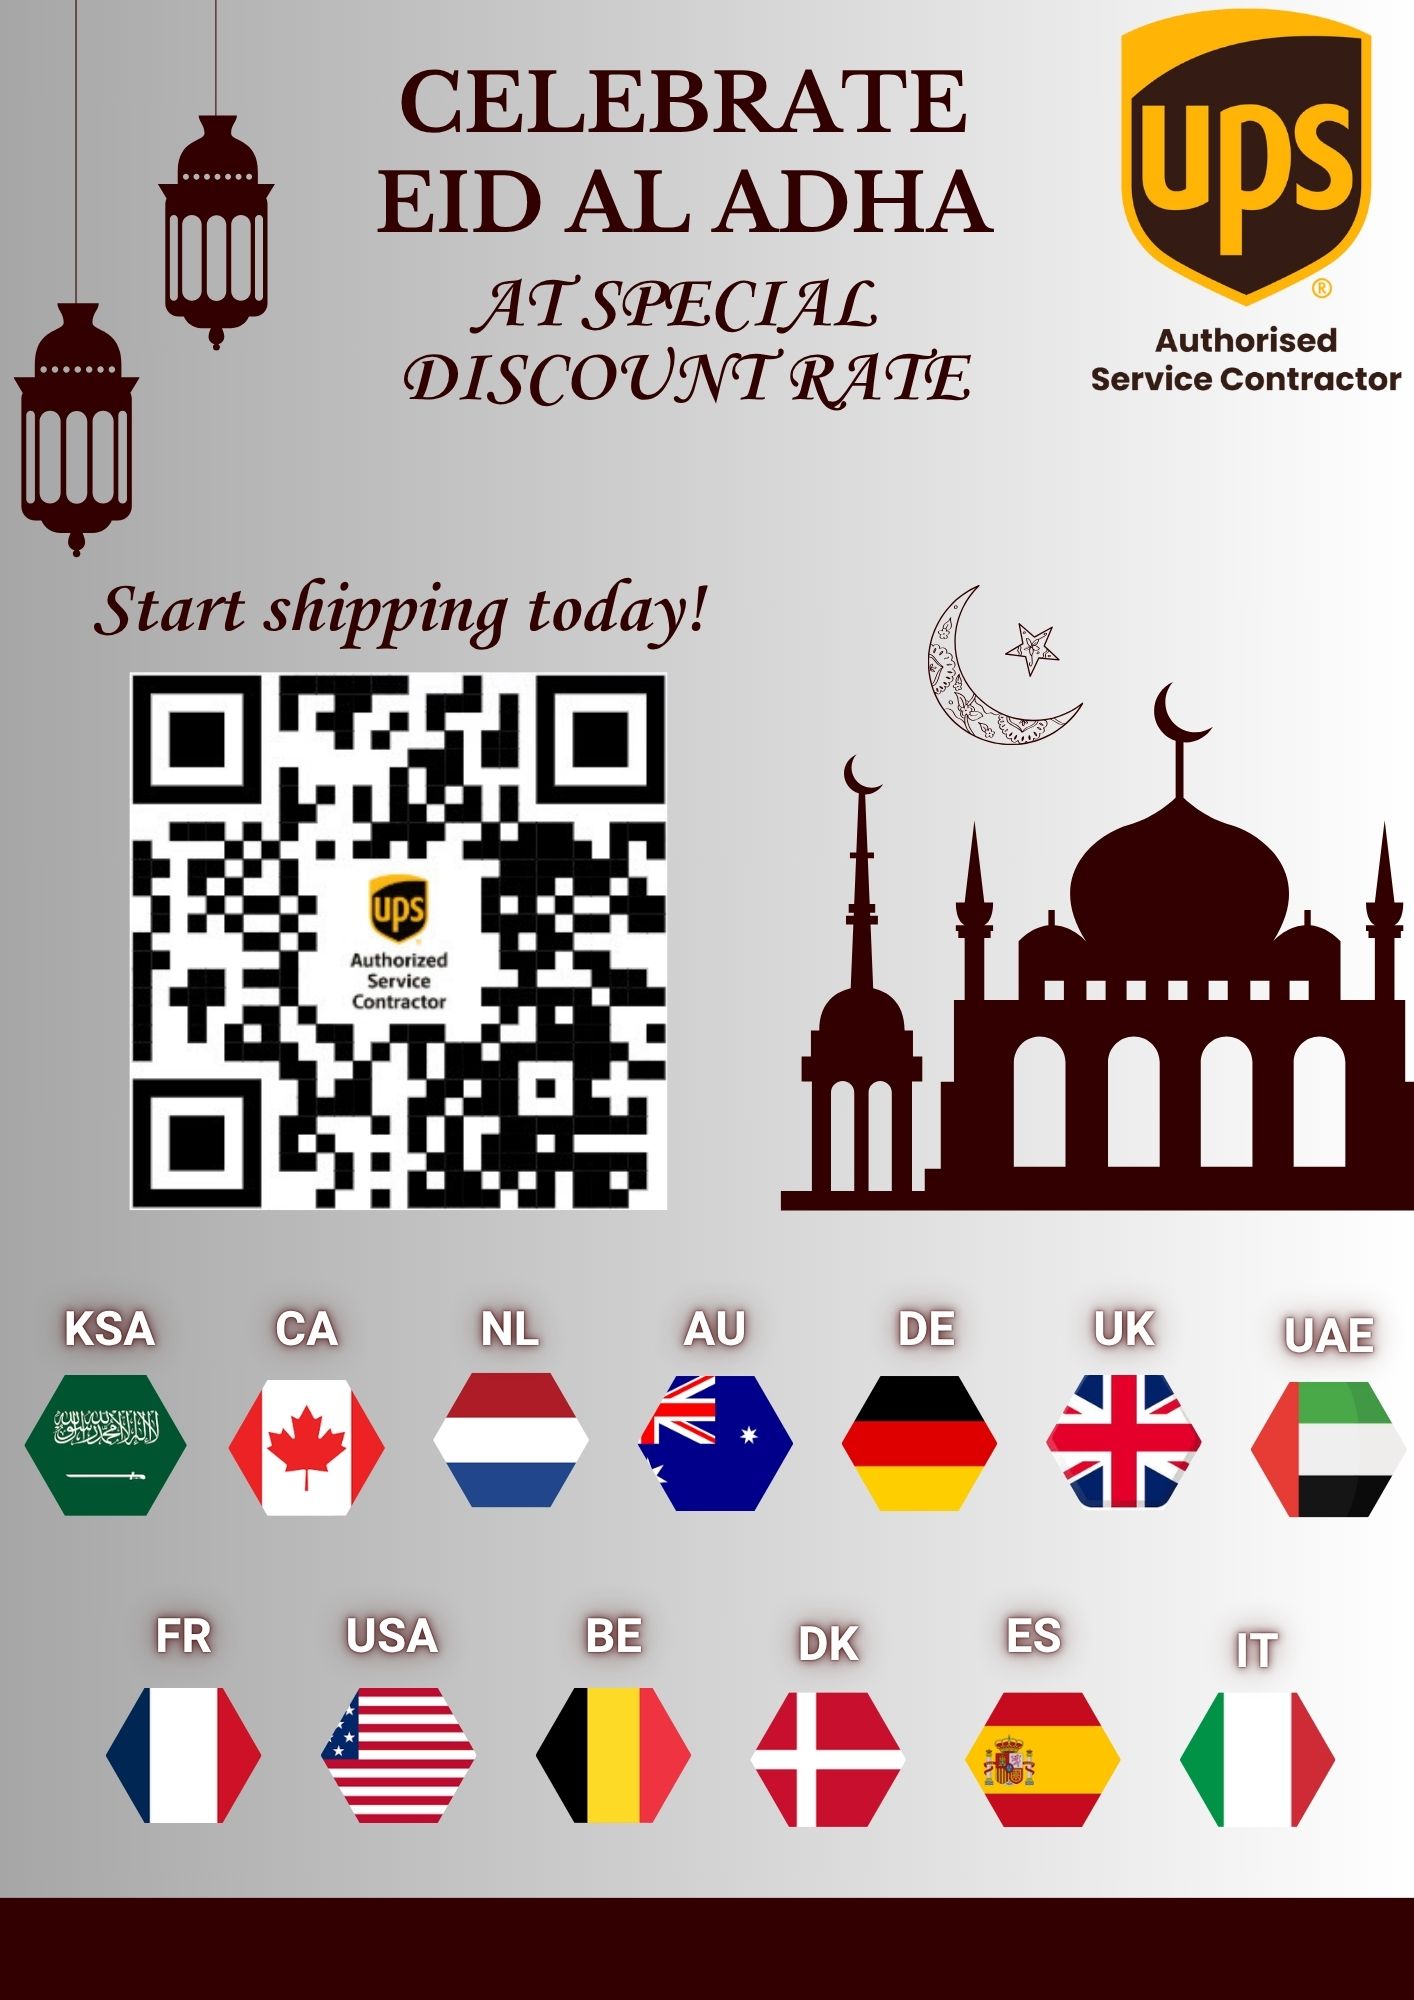 CELEBRATE
EID AL ADHA
AT SPECIAL
DISCOUNT RATE
ups
®
Authorised
Service Contractor
Start shipping today!
ups
Authorized
Service
Contractor
KSA CA NL AU DE UK UAE
FR USA BE DK ES IT